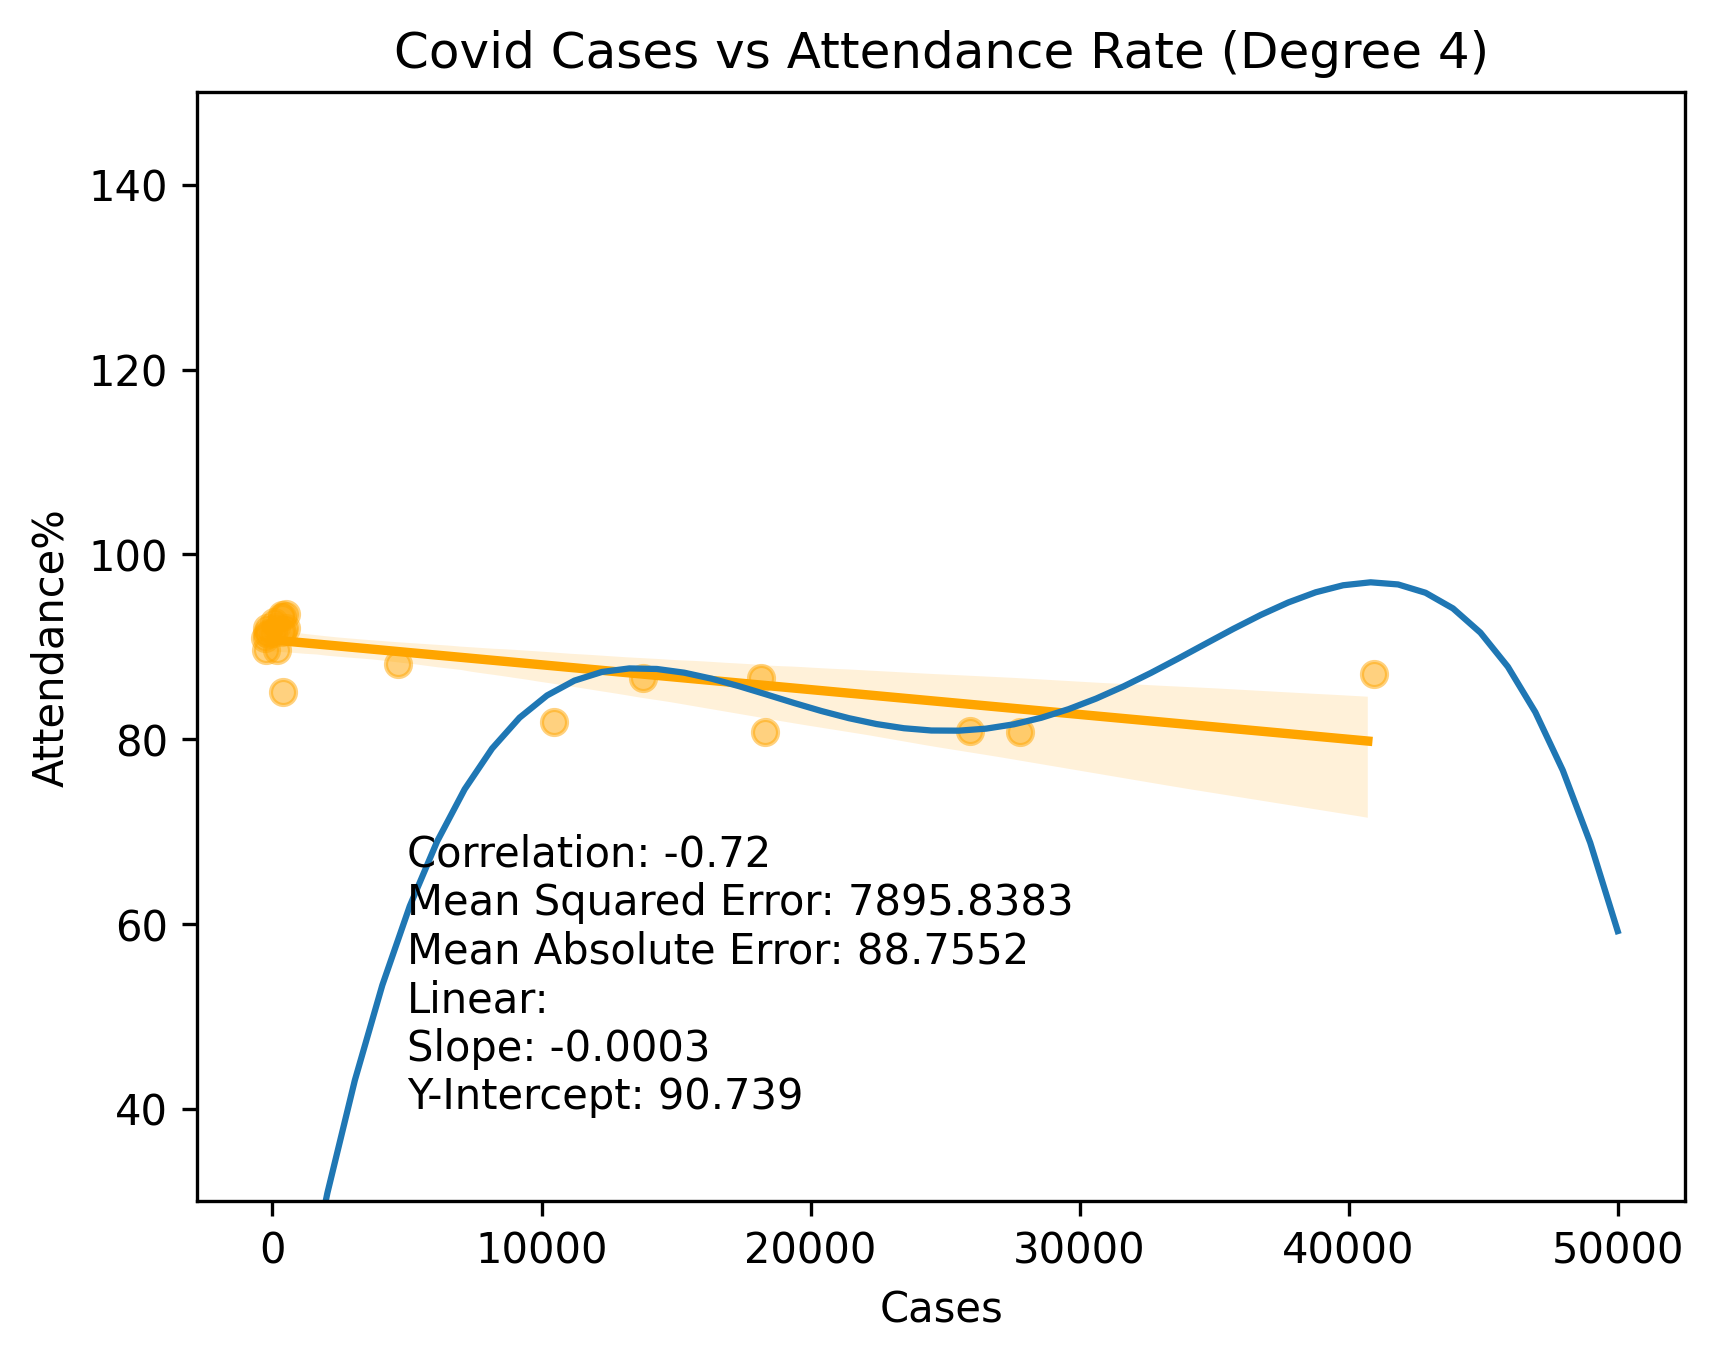 Covid Cases vs Attendance Rate (Degree 4)
140
120
100
80
60
40
Attendance%
Correlation: -0.72
Mean Squared Error: 7895.8383
Mean Absolute Error: 88.7552
Linear:
Slope: -0.0003
Y-Intercept: 90.739
0 10000 20000 30000 40000 50000
Cases